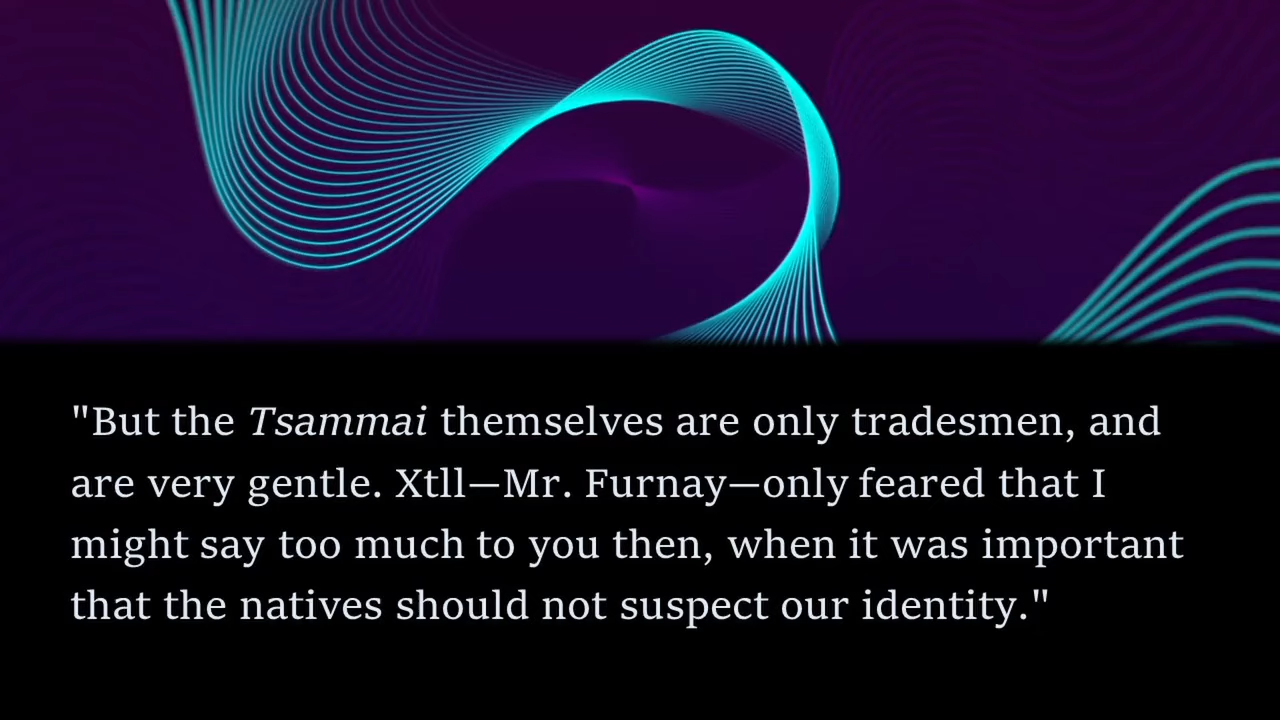 "But the Tsammai themselves are only tradesmen, and
are very gentle. Xtll—Mr. Furnay—only feared that I
might say too much to you then, when it was important
that the natives should not suspect our identity."